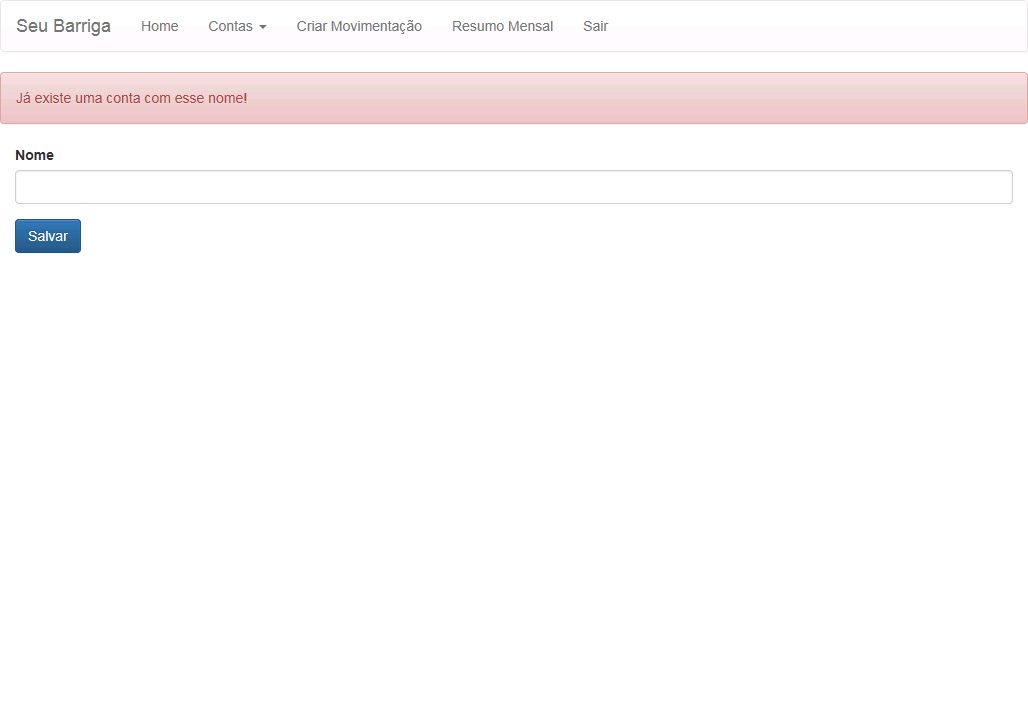 Seu Barriga Home Contas Criar Movimentação Resumo Mensal Sair
Já existe uma conta com esse nome!
Nome
Salvar